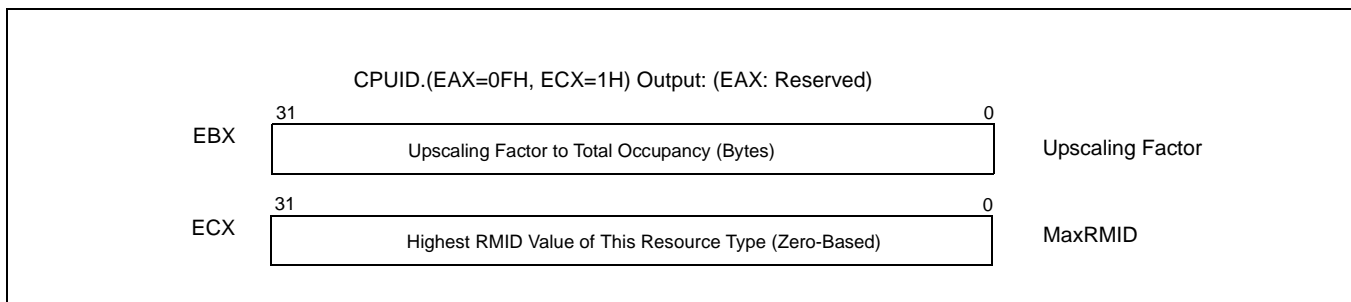 CPUID.(EAX=0FH, ECX=1H) Output: (EAX: Reserved)
31 0
EBX Upscaling Factor to Total Occupancy (Bytes) Upscaling Factor
31 0
ECX Highest RMID Value of This Resource Type (Zero-Based) MaxRMID